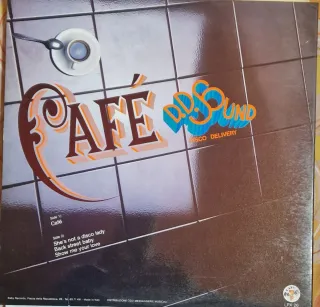 CAFÉ
D.D. SOUND
DISCO DELIVERY
Side 1)
Café
Side 2)
She's not a disco lady
Back street baby
Show me your love